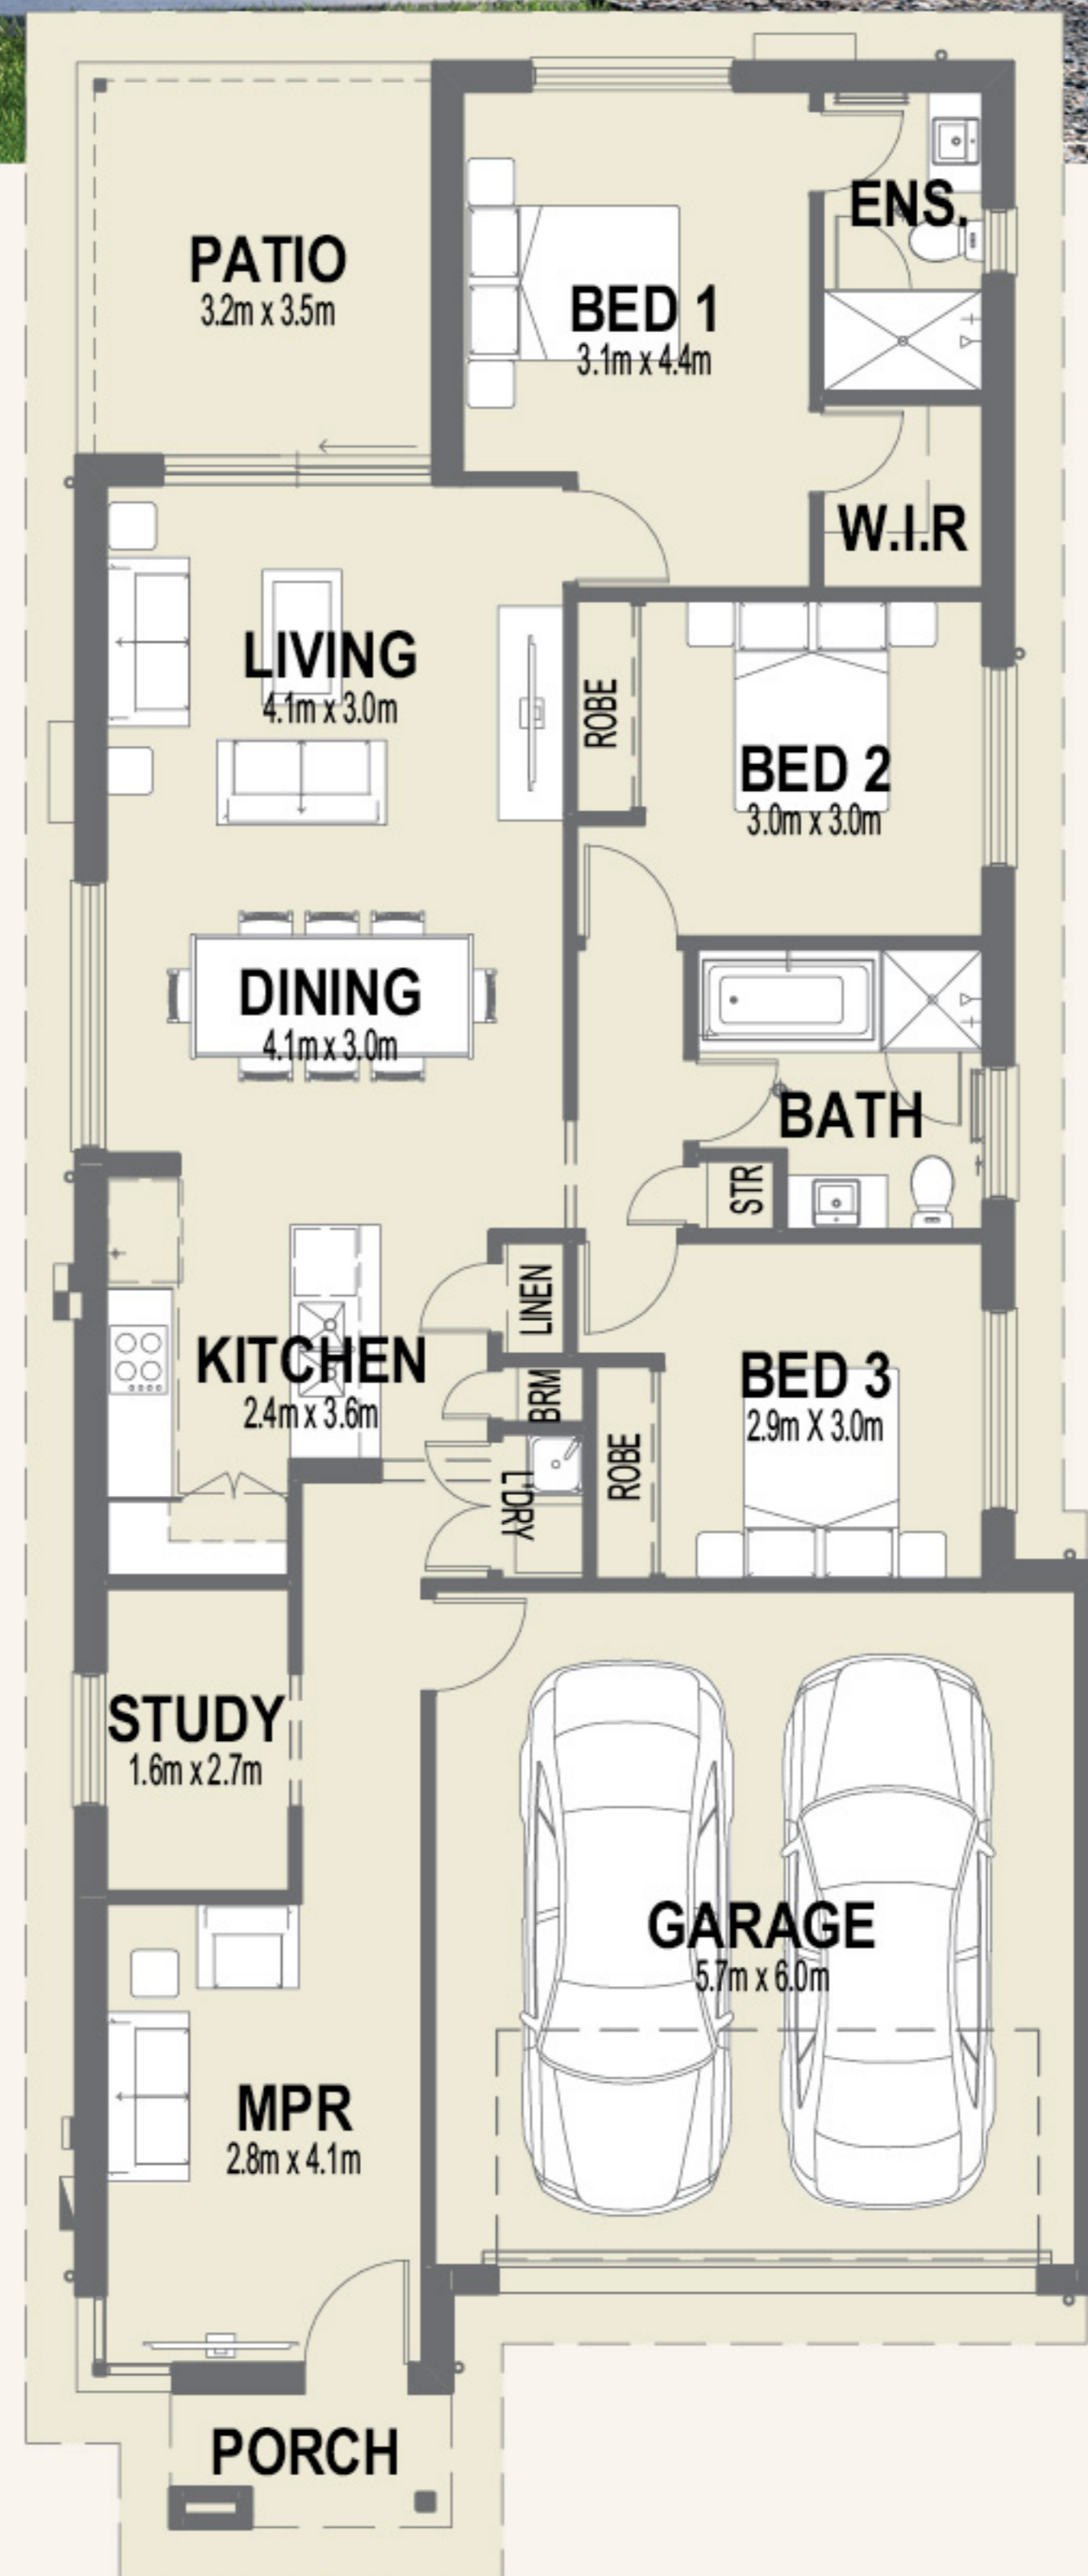 PATIO
3.2m x 3.5m
ENS.
BED 1
3.1m x 4.4m
W.I.R
LIVING
4.1m x 3.0m
ROBE
BED 2
3.0m x 3.0m
DINING
4.1m x 3.0m
BATH
STR
LINEN
KITCHEN
2.4m x 3.6m
BRM
BED 3
2.9m X 3.0m
ROBE
L'DRY
STUDY
1.6m x 2.7m
GARAGE
5.7m x 6.0m
MPR
2.8m x 4.1m
PORCH